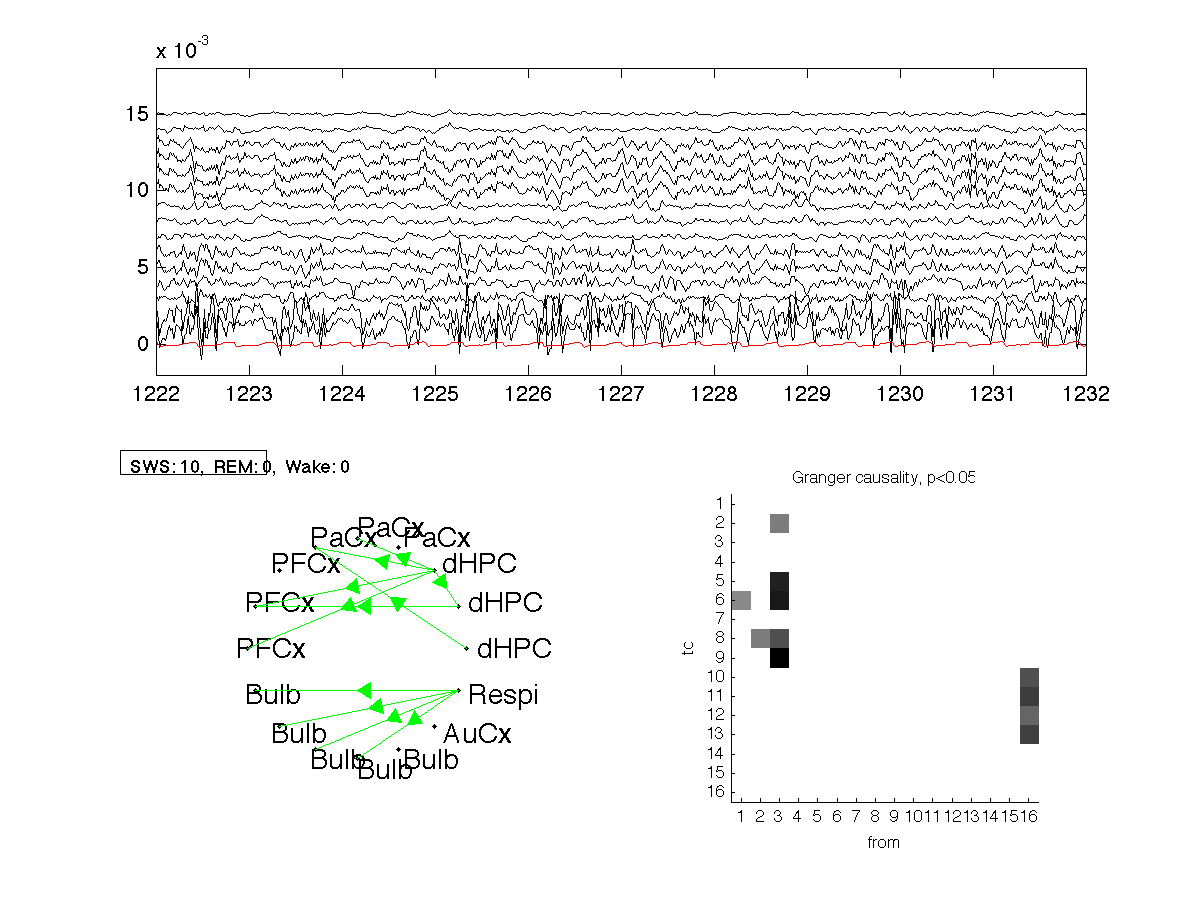 x 10-3
15
10
5
0
1222 1223 1224 1225 1226 1227 1228 1229 1230 1231 1232
SWS:10, REM:0, Wake:0
PaCx
PaCx PaCx
PFCx dHPC
PFCx dHPC
PFCx dHPC
Bulb Respi
Bulb AuCx
Bulb Bulb
Bulb
Granger causality, p<0.05
1
2
3
4
5
6
7
8
9
10
11
12
13
14
15
16
tc
1 2 3 4 5 6 7 8 9 10 11 12 13 14 15 16
from